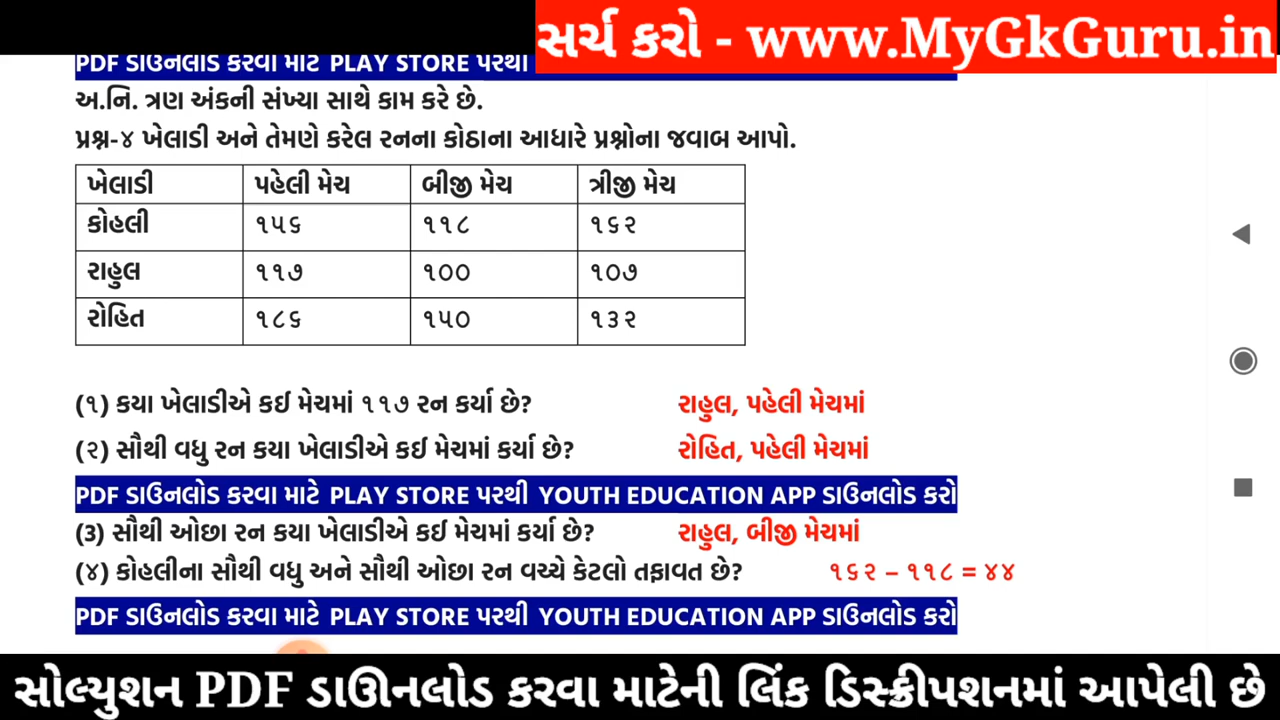 સર્ચ કરો - www.MyGkGuru.in
PDF ડાઉનલોડ કરવા માટે PLAY STORE પરથી
અ.નિ. ત્રણ અંકની સંખ્યા સાથે કામ કરે છે.
પ્રશ્ન-૪ ખેલાડી અને તેમણે કરેલ રનના કોઠાના આધારે પ્રશ્નોના જવાબ આપો.
ખેલાડી પહેલી મેચ બીજી મેચ ત્રીજી મેચ
કોહલી ૧૫૬ ૧૧૮ ૧૬૨
રાહુલ ૧૧૭ ૧૦૦ ૧૦૭
રોહિત ૧૮૬ ૧૫૦ ૧૩૨
(૧) કયા ખેલાડીએ કઈ મેચમાં ૧૧૭ રન કર્યા છે? રાહુલ, પહેલી મેચમાં
(૨) સૌથી વધુ રન કયા ખેલાડીએ કઈ મેચમાં કર્યા છે? રોહિત, પહેલી મેચમાં
PDF ડાઉનલોડ કરવા માટે PLAY STORE પરથી YOUTH EDUCATION APP ડાઉનલોડ કરો
(3) સૌથી ઓછા રન કયા ખેલાડીએ કઈ મેચમાં કર્યા છે? રાહુલ, બીજી મેચમાં
(૪) કોહલીના સૌથી વધુ અને સૌથી ઓછા રન વચ્ચે કેટલો તફાવત છે? ૧૬૨ – ૧૧૮ = ૪૪
PDF ડાઉનલોડ કરવા માટે PLAY STORE પરથી YOUTH EDUCATION APP ડાઉનલોડ કરો
સોલ્યુશન PDF ડાઊનલોડ કરવા માટેની લિંક ડિસ્ક્રીપશનમાં આપેલી છે